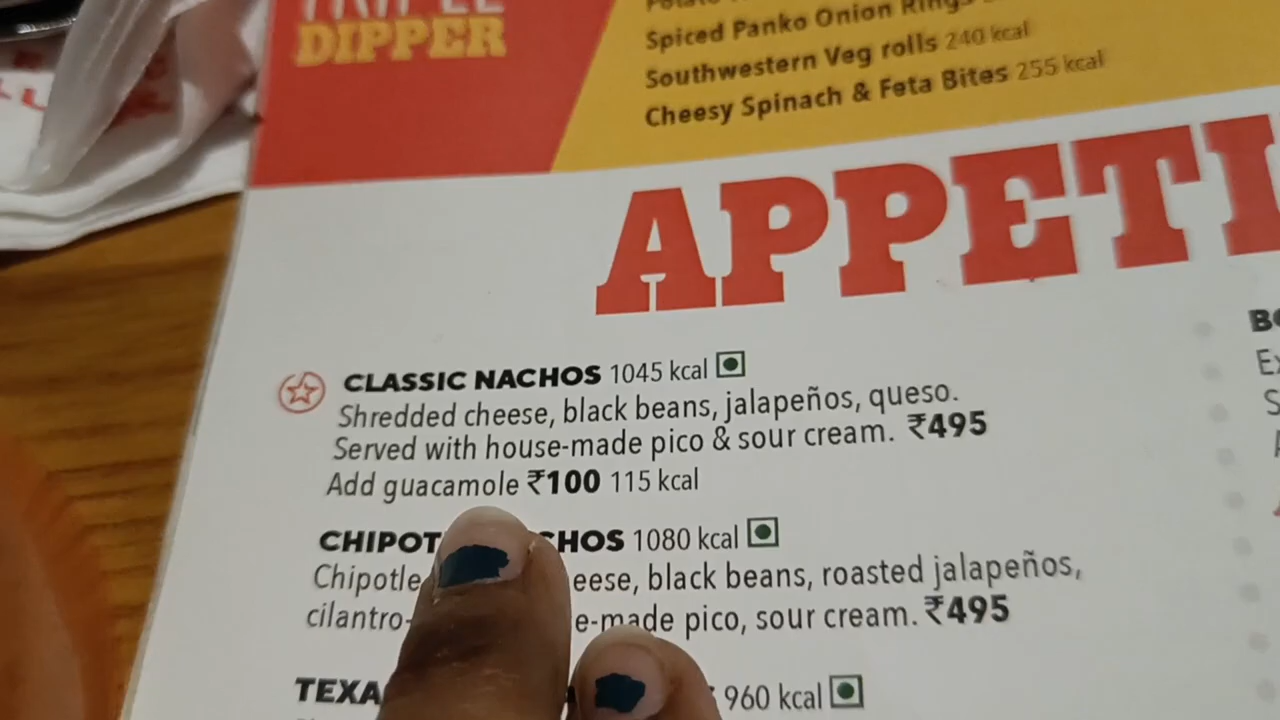 DIPPER
Spiced Panko Onion Rings
Southwestern Veg rolls 240 kcal
Cheesy Spinach & Feta Bites 255 kcal
APPETI
CLASSIC NACHOS 1045 kcal
Shredded cheese, black beans, jalapeños, queso.
Served with house-made pico & sour cream. ₹495
Add guacamole ₹100 115 kcal
CHIPOT CHOS 1080 kcal
Chipotle eese, black beans, roasted jalapeños,
cilantro- e-made pico, sour cream. ₹495
TEXA 960 kcal